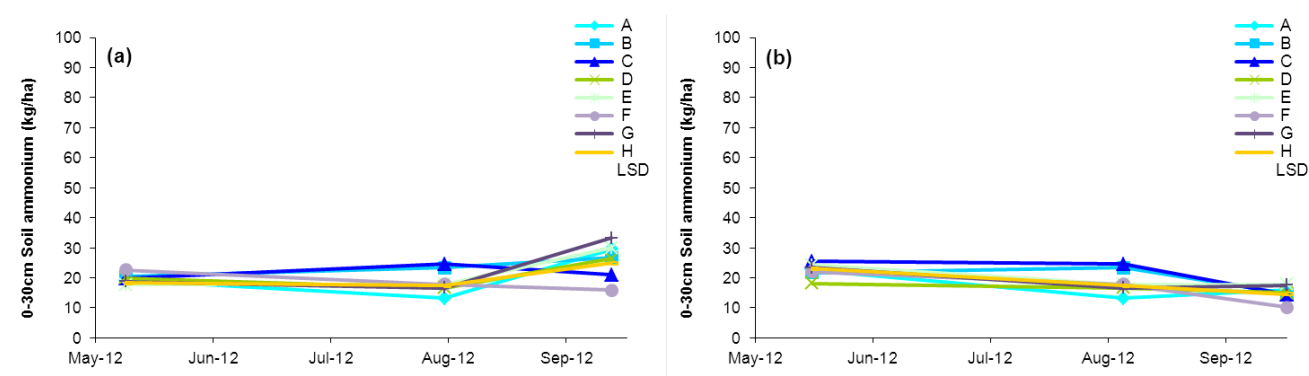 (a)
0-30cm Soil ammonium (kg/ha)
100
90
80
70
60
50
40
30
20
10
0
May-12 Jun-12 Jul-12 Aug-12 Sep-12
A
B
C
D
E
F
G
H
LSD
(b)
0-30cm Soil ammonium (kg/ha)
100
90
80
70
60
50
40
30
20
10
0
May-12 Jun-12 Jul-12 Aug-12 Sep-12
A
B
C
D
E
F
G
H
LSD